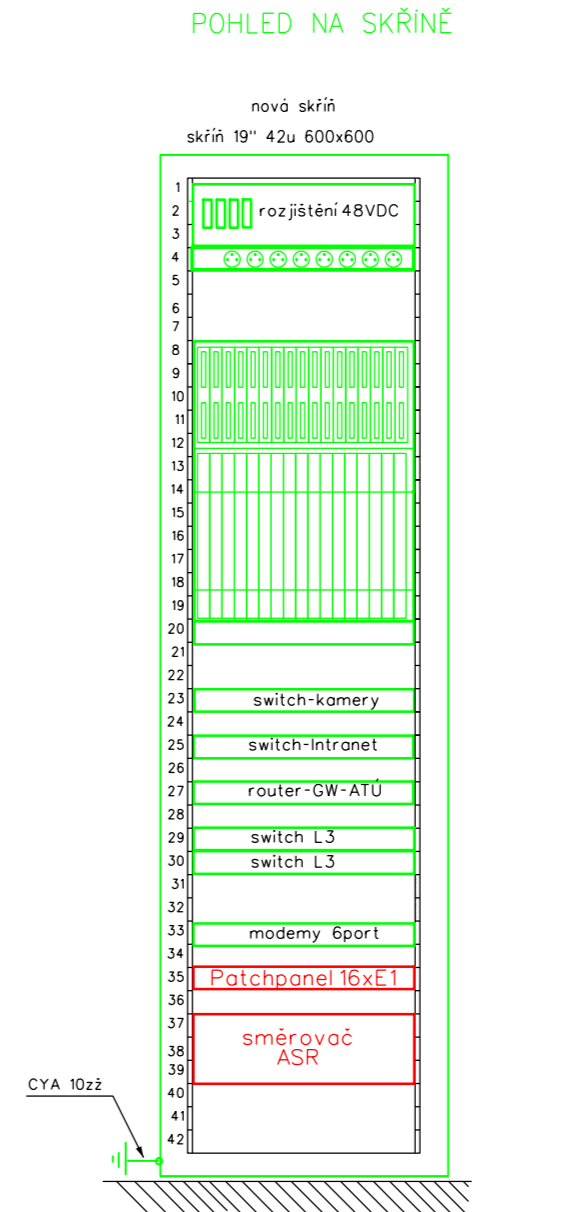 POHLED NA SKŘÍNĚ
nová skříň
skříň 19'' 42u 600x600
1
2 rozjištění 48VDC
3
4
5
6
7
8
9
10
11
12
13
14
15
16
17
18
19
20
21
22
23 switch-kamery
24
25 switch-Intranet
26
27 router-GW-ATÚ
28
29 switch L3
30 switch L3
31
32
33 modemy 6port
34
35 Patchpanel 16xE1
36
37
směrovač
38 ASR
39
40
CYA 10zž
41
42